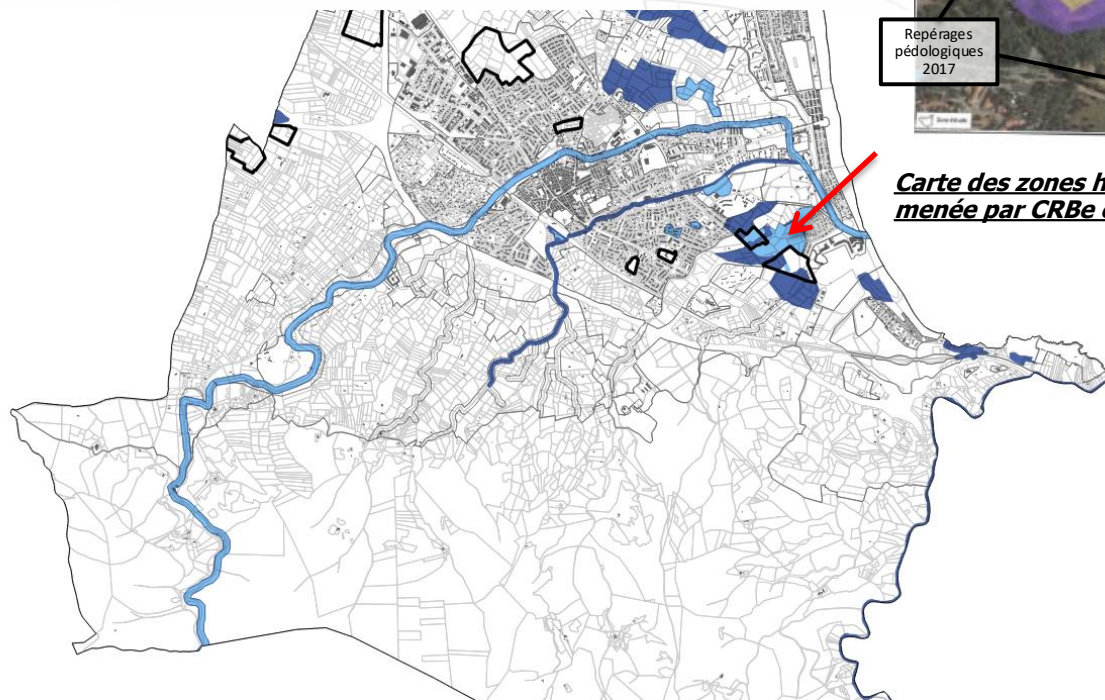 Repérages
pédologiques
2017
Carte des zones h
menée par CRBe